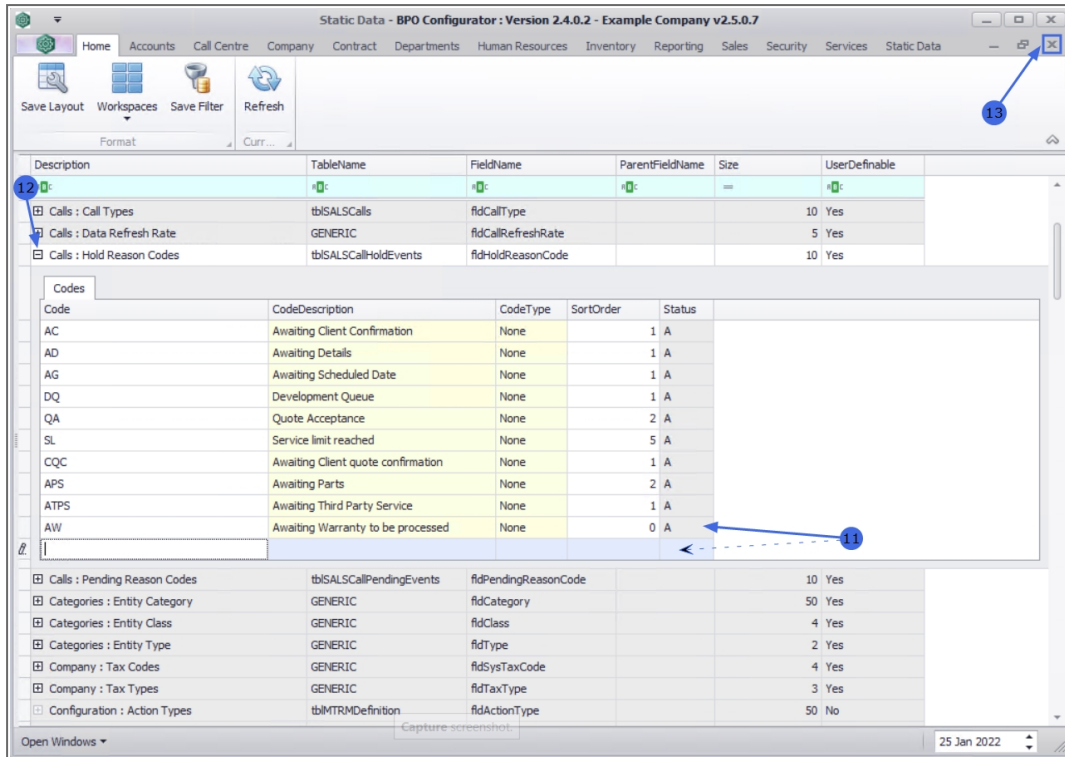 Static Data - BPO Configurator : Version 2.4.0.2 - Example Company v2.5.0.7
Home Accounts Call Centre Company Contract Departments Human Resources Inventory Reporting Sales Security Services Static Data
Save Layout Workspaces Save Filter Refresh
13
Format Curr...
Description TableName FieldName ParentFieldName Size UserDefinable
12
Calls : Call Types tblSALSCalls fldCallType 10 Yes
Calls : Data Refresh Rate GENERIC fldCallRefreshRate 5 Yes
Calls : Hold Reason Codes tblSALSCallHoldEvents fldHoldReasonCode 10 Yes
Codes
Code CodeDescription CodeType SortOrder Status
AC Awaiting Client Confirmation None 1 A
AD Awaiting Details None 1 A
AG Awaiting Scheduled Date None 1 A
DQ Development Queue None 1 A
QA Quote Acceptance None 2 A
SL Service limit reached None 5 A
CQC Awaiting Client quote confirmation None 1 A
APS Awaiting Parts None 2 A
ATPS Awaiting Third Party Service None 1 A
AW Awaiting Warranty to be processed None 0 A
11
Calls : Pending Reason Codes tblSALSCallPendingEvents fldPendingReasonCode 10 Yes
Categories : Entity Category GENERIC fldCategory 50 Yes
Categories : Entity Class GENERIC fldClass 4 Yes
Categories : Entity Type GENERIC fldType 2 Yes
Company : Tax Codes GENERIC fldSysTaxCode 4 Yes
Company : Tax Types GENERIC fldTaxType 3 Yes
Configuration : Action Types tblMTRMDefinition fldActionType 50 No
Capture screenshot.
Open Windows 25 Jan 2022